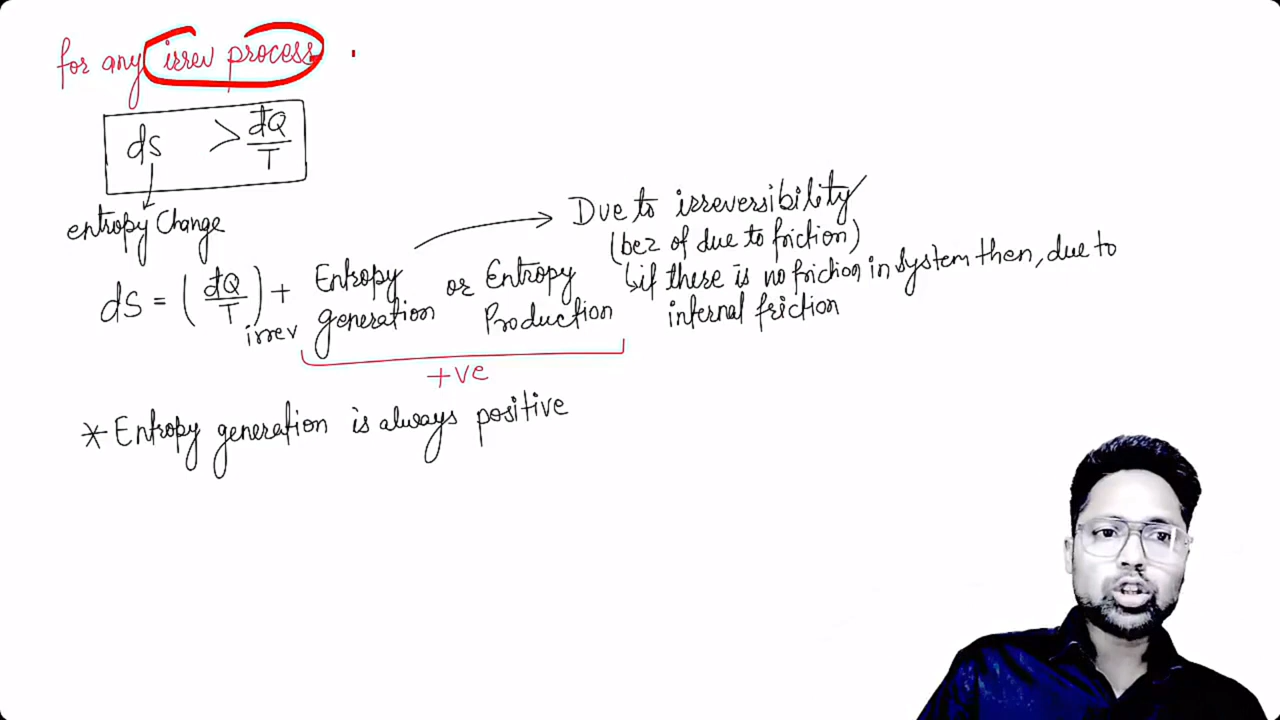 for any irrev process
dS > đQ/T
entropy Change
dS = (đQ/T)irrev + Entropy generation or Entropy Production
+ve
Due to irreversibility
(bcz of due to friction)
↳if there is no friction in system then, due to
internal friction
* Entropy generation is always positive